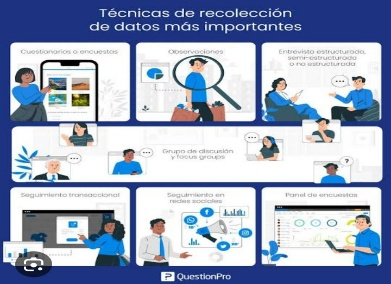 Técnicas de recolección
de datos más importantes
Cuestionarios o encuestas
Observaciones
Entrevista estructurada,
semi-estructurada
o no estructurada
Grupo de discusión
y focus groups
Seguimiento transaccional
Seguimiento en
redes sociales
Panel de encuestas
QuestionPro